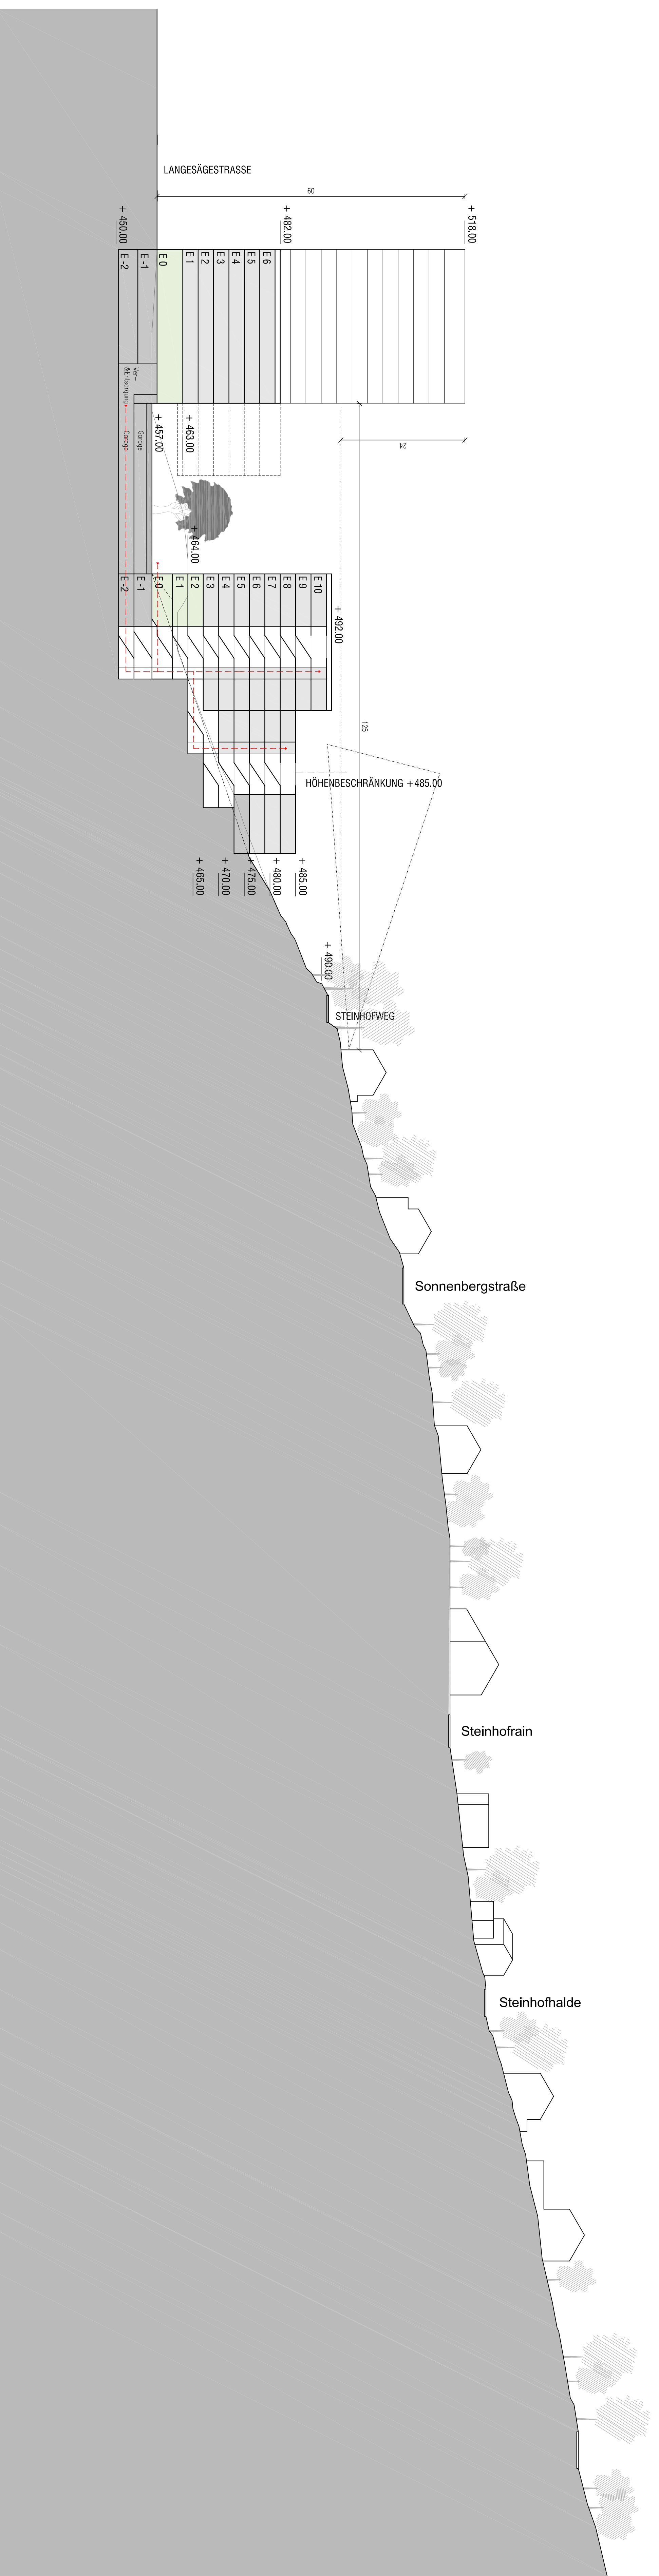 LANGESÄGESTRASSE
60
+ 450.00
+ 482.00
+ 518.00
E -2
E -1
E 0
E 1
E 2
E 3
E 4
E 5
E 6
Ver-
&Entsorgung
Garage
Garage
+ 457.00
+ 463.00
24
+ 464.00
E -2
E -1
E 0
E 1
E 2
E 3
E 4
E 5
E 6
E 7
E 8
E 9
E 10
+ 492.00
125
HÖHENBESCHRÄNKUNG +485.00
+ 465.00
+ 470.00
+ 475.00
+ 480.00
+ 485.00
+ 490.00
STEINHOFWEG
Sonnenbergstraße
Steinhofrain
Steinhofhalde